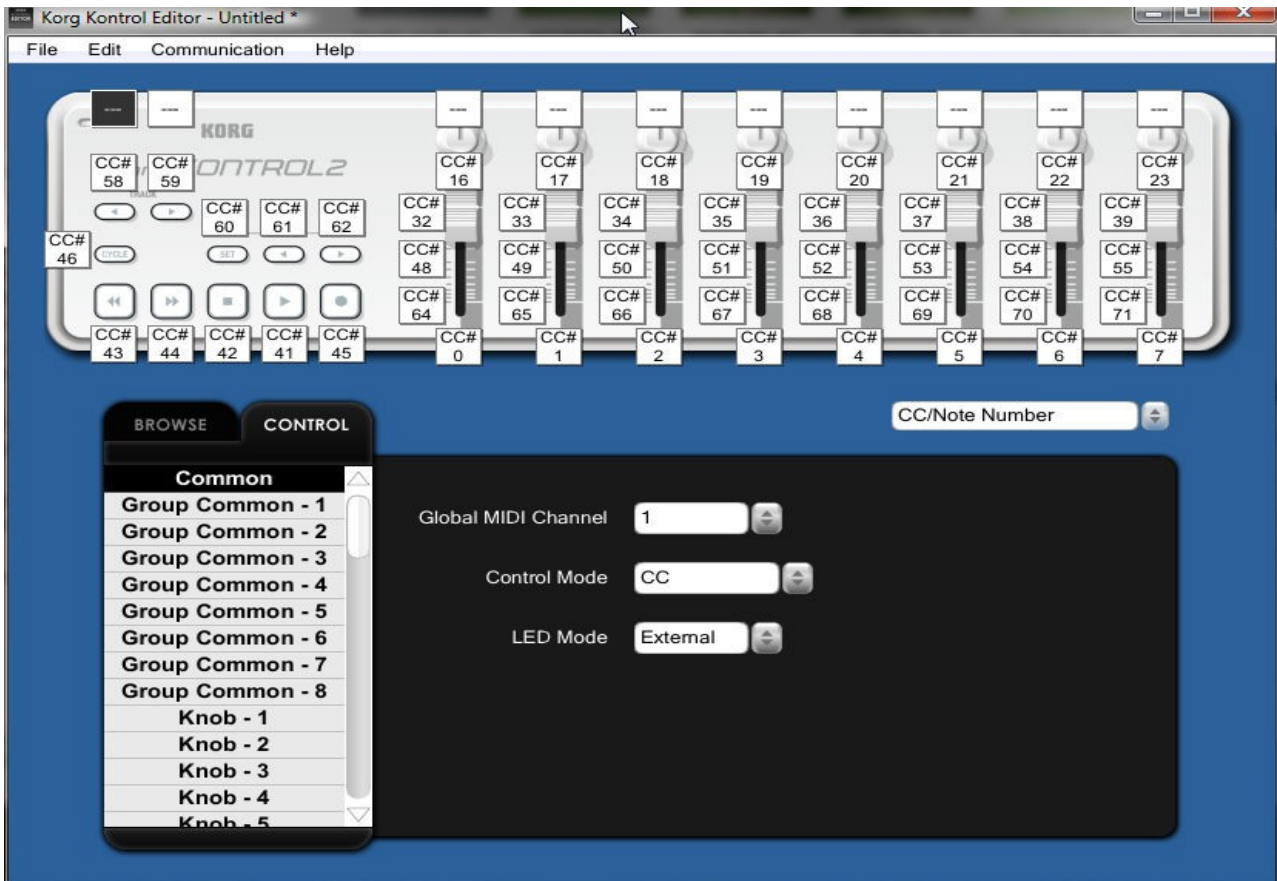 Korg Kontrol Editor - Untitled *
File Edit Communication Help
--- --- --- --- --- --- --- --- --- ---
KORG
KONTROL2
CC# 58 CC# 59 CC# 16 CC# 17 CC# 18 CC# 19 CC# 20 CC# 21 CC# 22 CC# 23
TRACK
CC# 60 CC# 61 CC# 62 CC# 32 CC# 33 CC# 34 CC# 35 CC# 36 CC# 37 CC# 38 CC# 39
CC# 46 CYCLE SET CC# 48 CC# 49 CC# 50 CC# 51 CC# 52 CC# 53 CC# 54 CC# 55
CC# 64 CC# 65 CC# 66 CC# 67 CC# 68 CC# 69 CC# 70 CC# 71
CC# 43 CC# 44 CC# 42 CC# 41 CC# 45 CC# 0 CC# 1 CC# 2 CC# 3 CC# 4 CC# 5 CC# 6 CC# 7
BROWSE CONTROL
CC/Note Number
Common
Group Common - 1
Group Common - 2
Group Common - 3
Group Common - 4
Group Common - 5
Group Common - 6
Group Common - 7
Group Common - 8
Knob - 1
Knob - 2
Knob - 3
Knob - 4
Knob - 5
Global MIDI Channel 1
Control Mode CC
LED Mode External